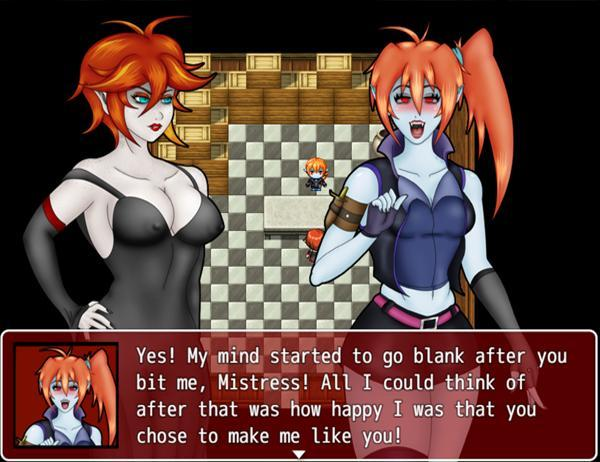 Yes! My mind started to go blank after you
bit me, Mistress! All I could think of
after that was how happy I was that you
chose to make me like you!